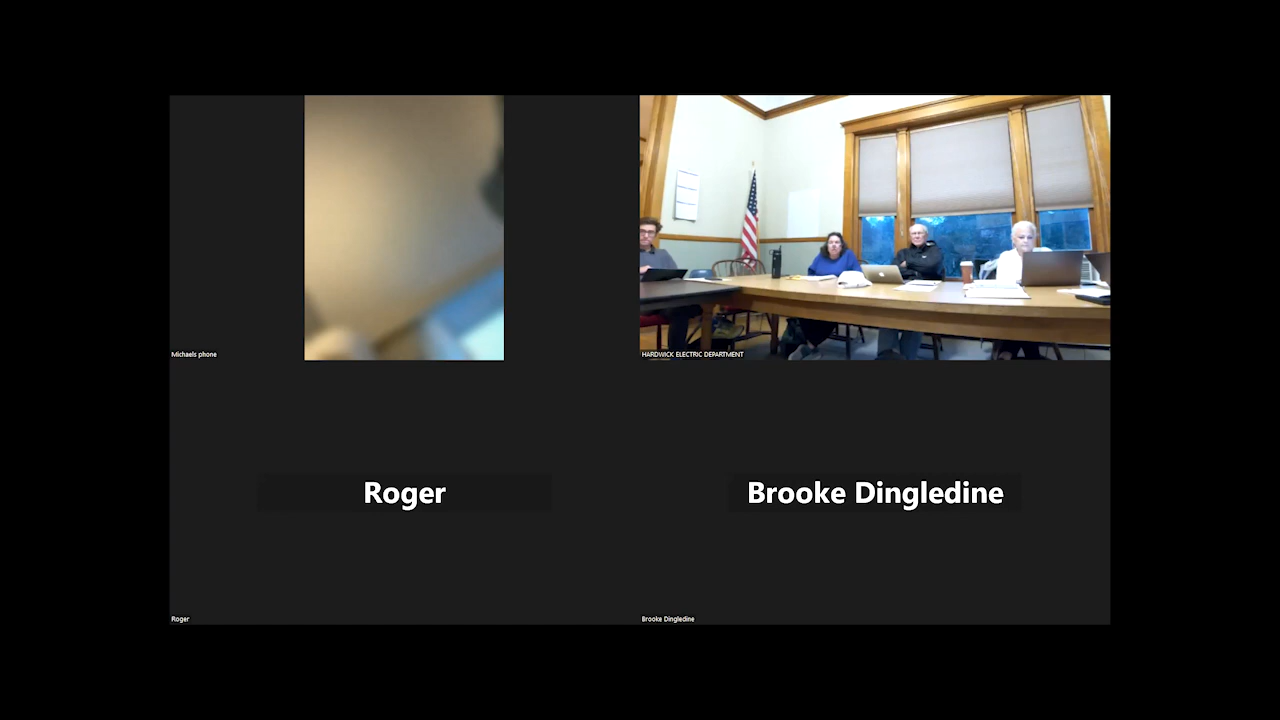 Michaels phone
HARDWICK ELECTRIC DEPARTMENT
Roger
Brooke Dingledine
Roger
Brooke Dingledine